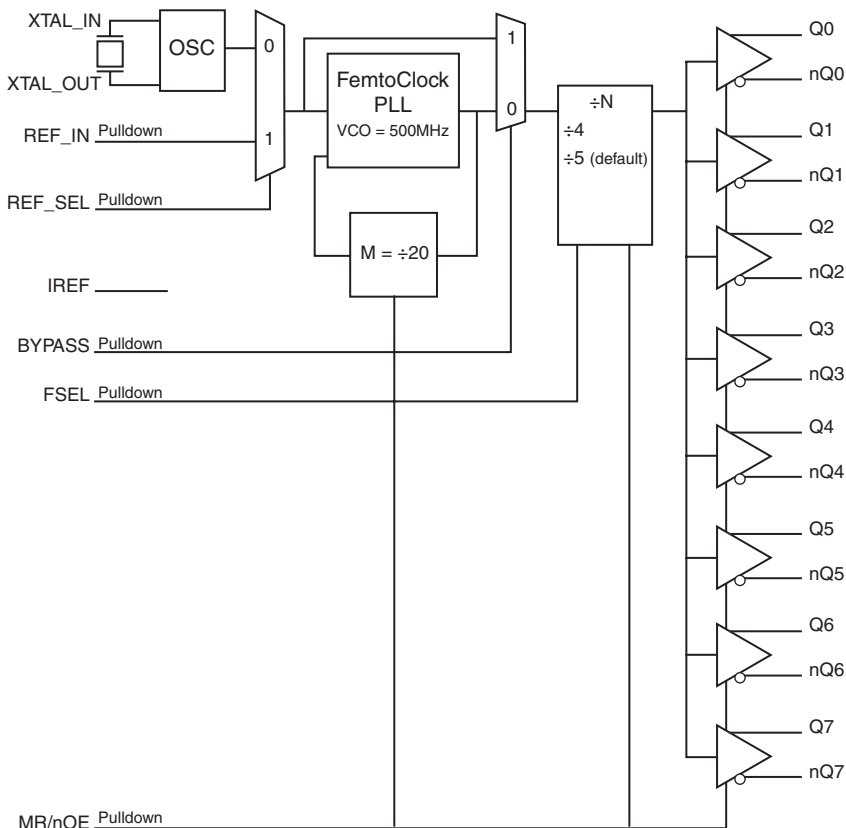 XTAL_IN
OSC
XTAL_OUT
0
1
REF_IN Pulldown
REF_SEL Pulldown
FemtoClock
PLL
VCO = 500MHz
1
0
÷N
÷4
÷5 (default)
M = ÷20
IREF
BYPASS Pulldown
FSEL Pulldown
MR/nOE Pulldown
Q0
nQ0
Q1
nQ1
Q2
nQ2
Q3
nQ3
Q4
nQ4
Q5
nQ5
Q6
nQ6
Q7
nQ7